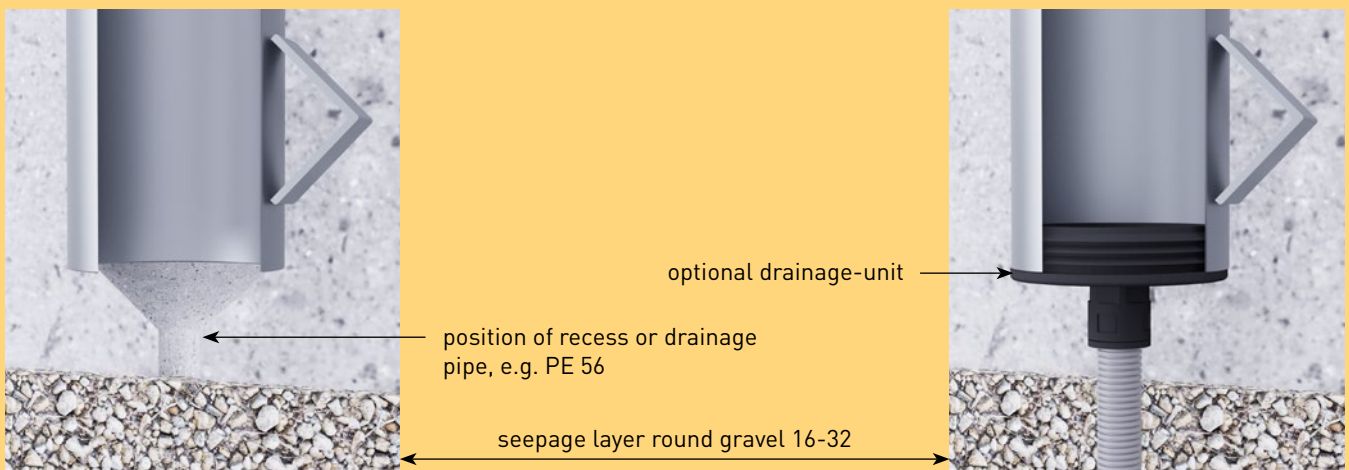 optional drainage-unit
position of recess or drainage
pipe, e.g. PE 56
seepage layer round gravel 16-32